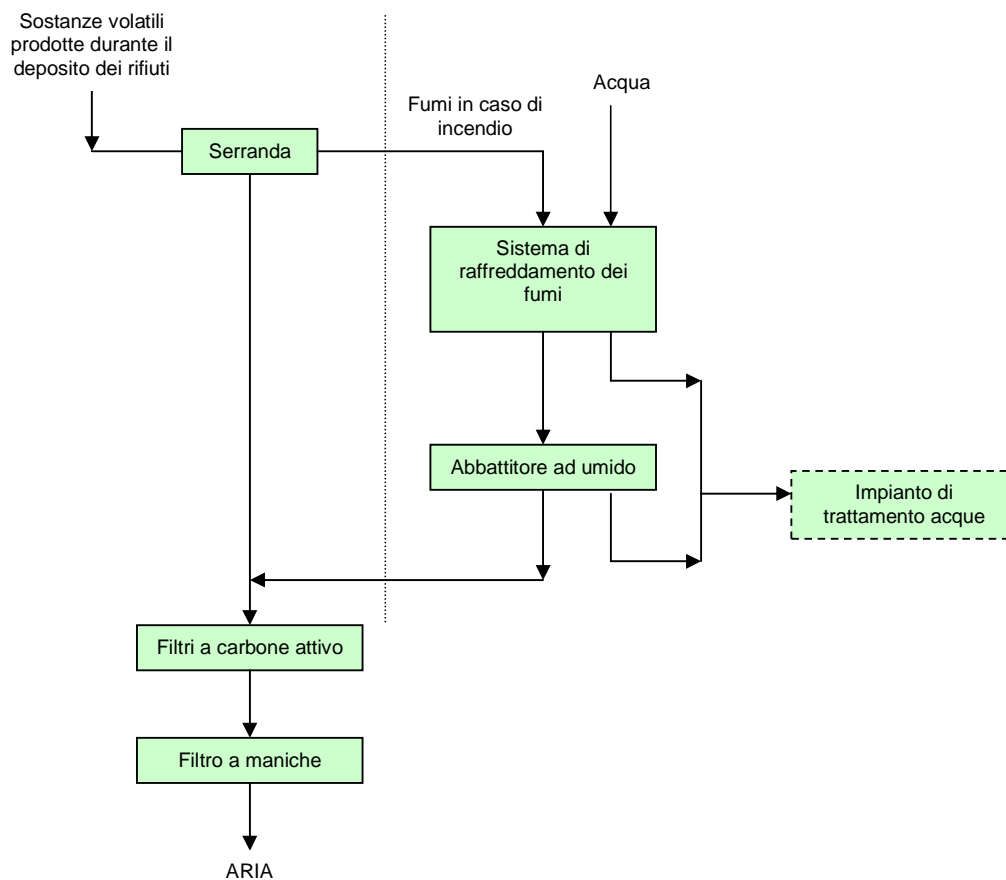 Sostanze volatili
prodotte durante il
deposito dei rifiuti
Acqua
Fumi in caso di
incendio
Serranda
Sistema di
raffreddamento dei
fumi
Abbattitore ad umido
Impianto di
trattamento acque
Filtri a carbone attivo
Filtro a maniche
ARIA